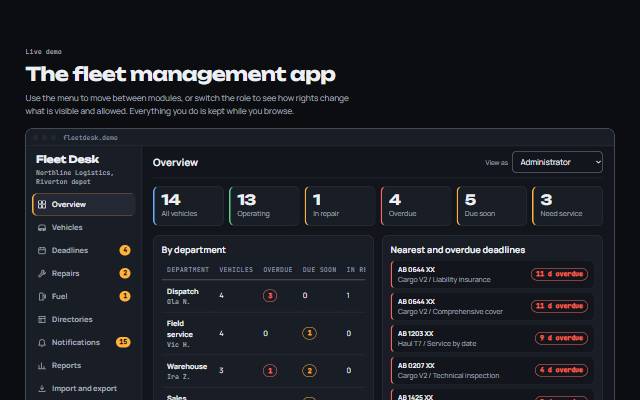 Live demo
The fleet management app
Use the menu to move between modules, or switch the role to see how rights change
what is visible and allowed. Everything you do is kept while you browse.
fleetdesk.demo
Fleet Desk
Northline Logistics,
Riverton depot
Overview
Vehicles
Deadlines 4
Repairs 2
Fuel 1
Directories
Notifications 15
Reports
Import and export
Overview
View as Administrator
14
All vehicles
13
Operating
1
In repair
4
Overdue
5
Due soon
3
Need service
By department
DEPARTMENT VEHICLES OVERDUE DUE SOON IN RE
Dispatch
Ola N.
4 3 0 1
Field
service
Vic H.
4 0 1 0
Warehouse
Ira Z.
3 1 2 0
Sales
Nearest and overdue deadlines
AB 0644 XX
Cargo V2 / Liability insurance
11 d overdue
AB 0644 XX
Cargo V2 / Comprehensive cover
11 d overdue
AB 1203 XX
Haul T7 / Service by date
9 d overdue
AB 0207 XX
Cargo V2 / Technical inspection
4 d overdue
AB 1425 XX